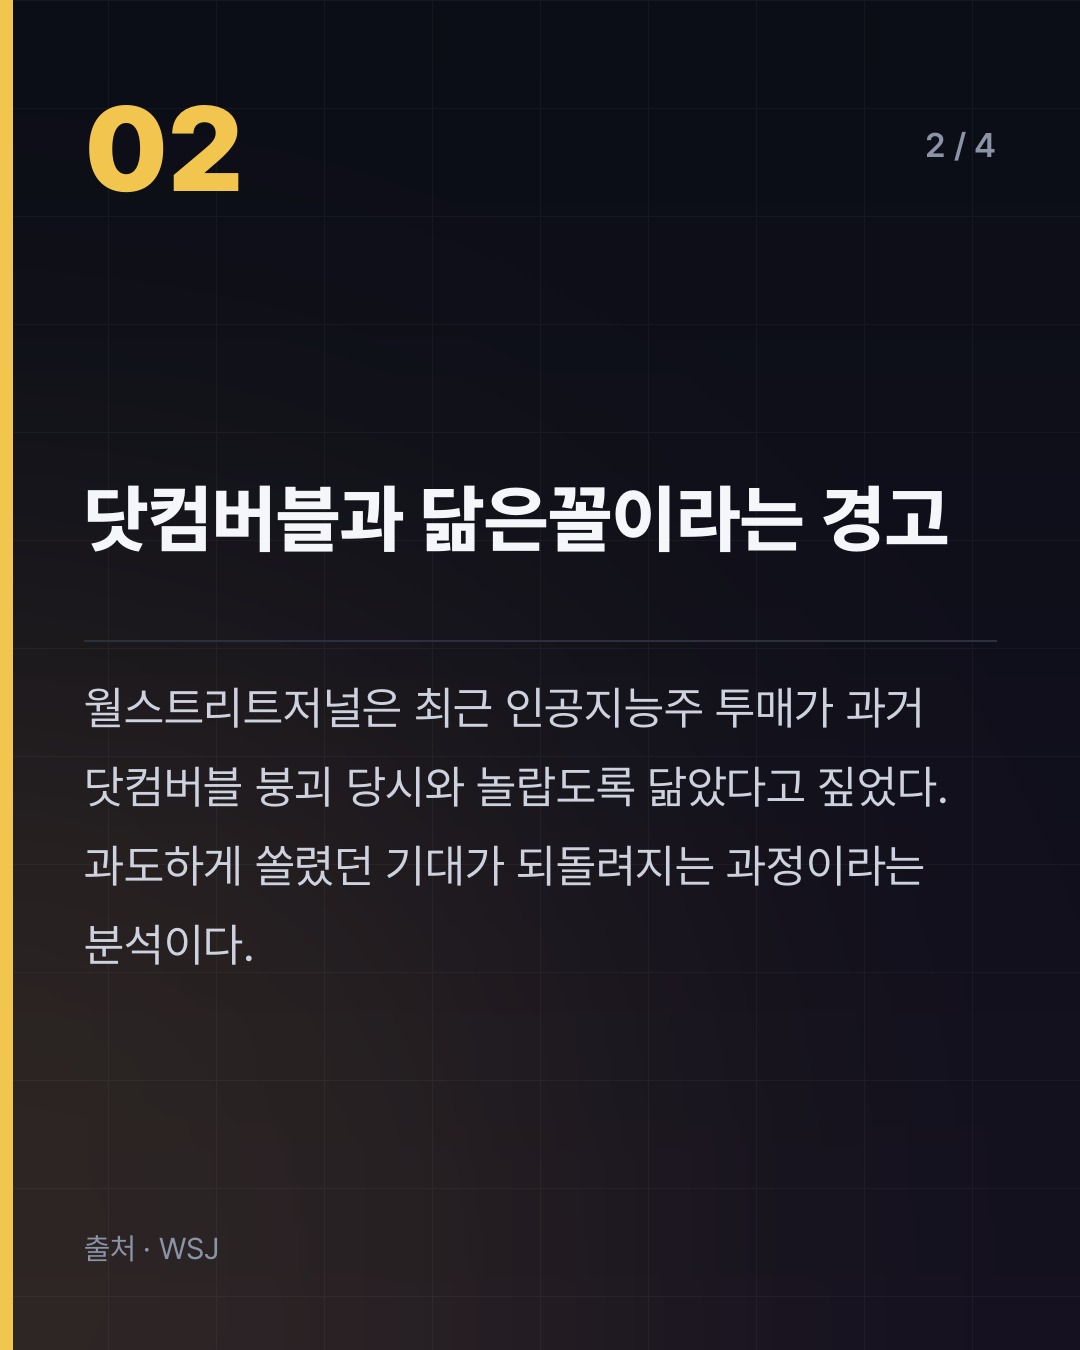 02
2 / 4
닷컴버블과 닮은꼴이라는 경고
월스트리트저널은 최근 인공지능주 투매가 과거
닷컴버블 붕괴 당시와 놀랍도록 닮았다고 짚었다.
과도하게 쏠렸던 기대가 되돌려지는 과정이라는
분석이다.
출처 · WSJ